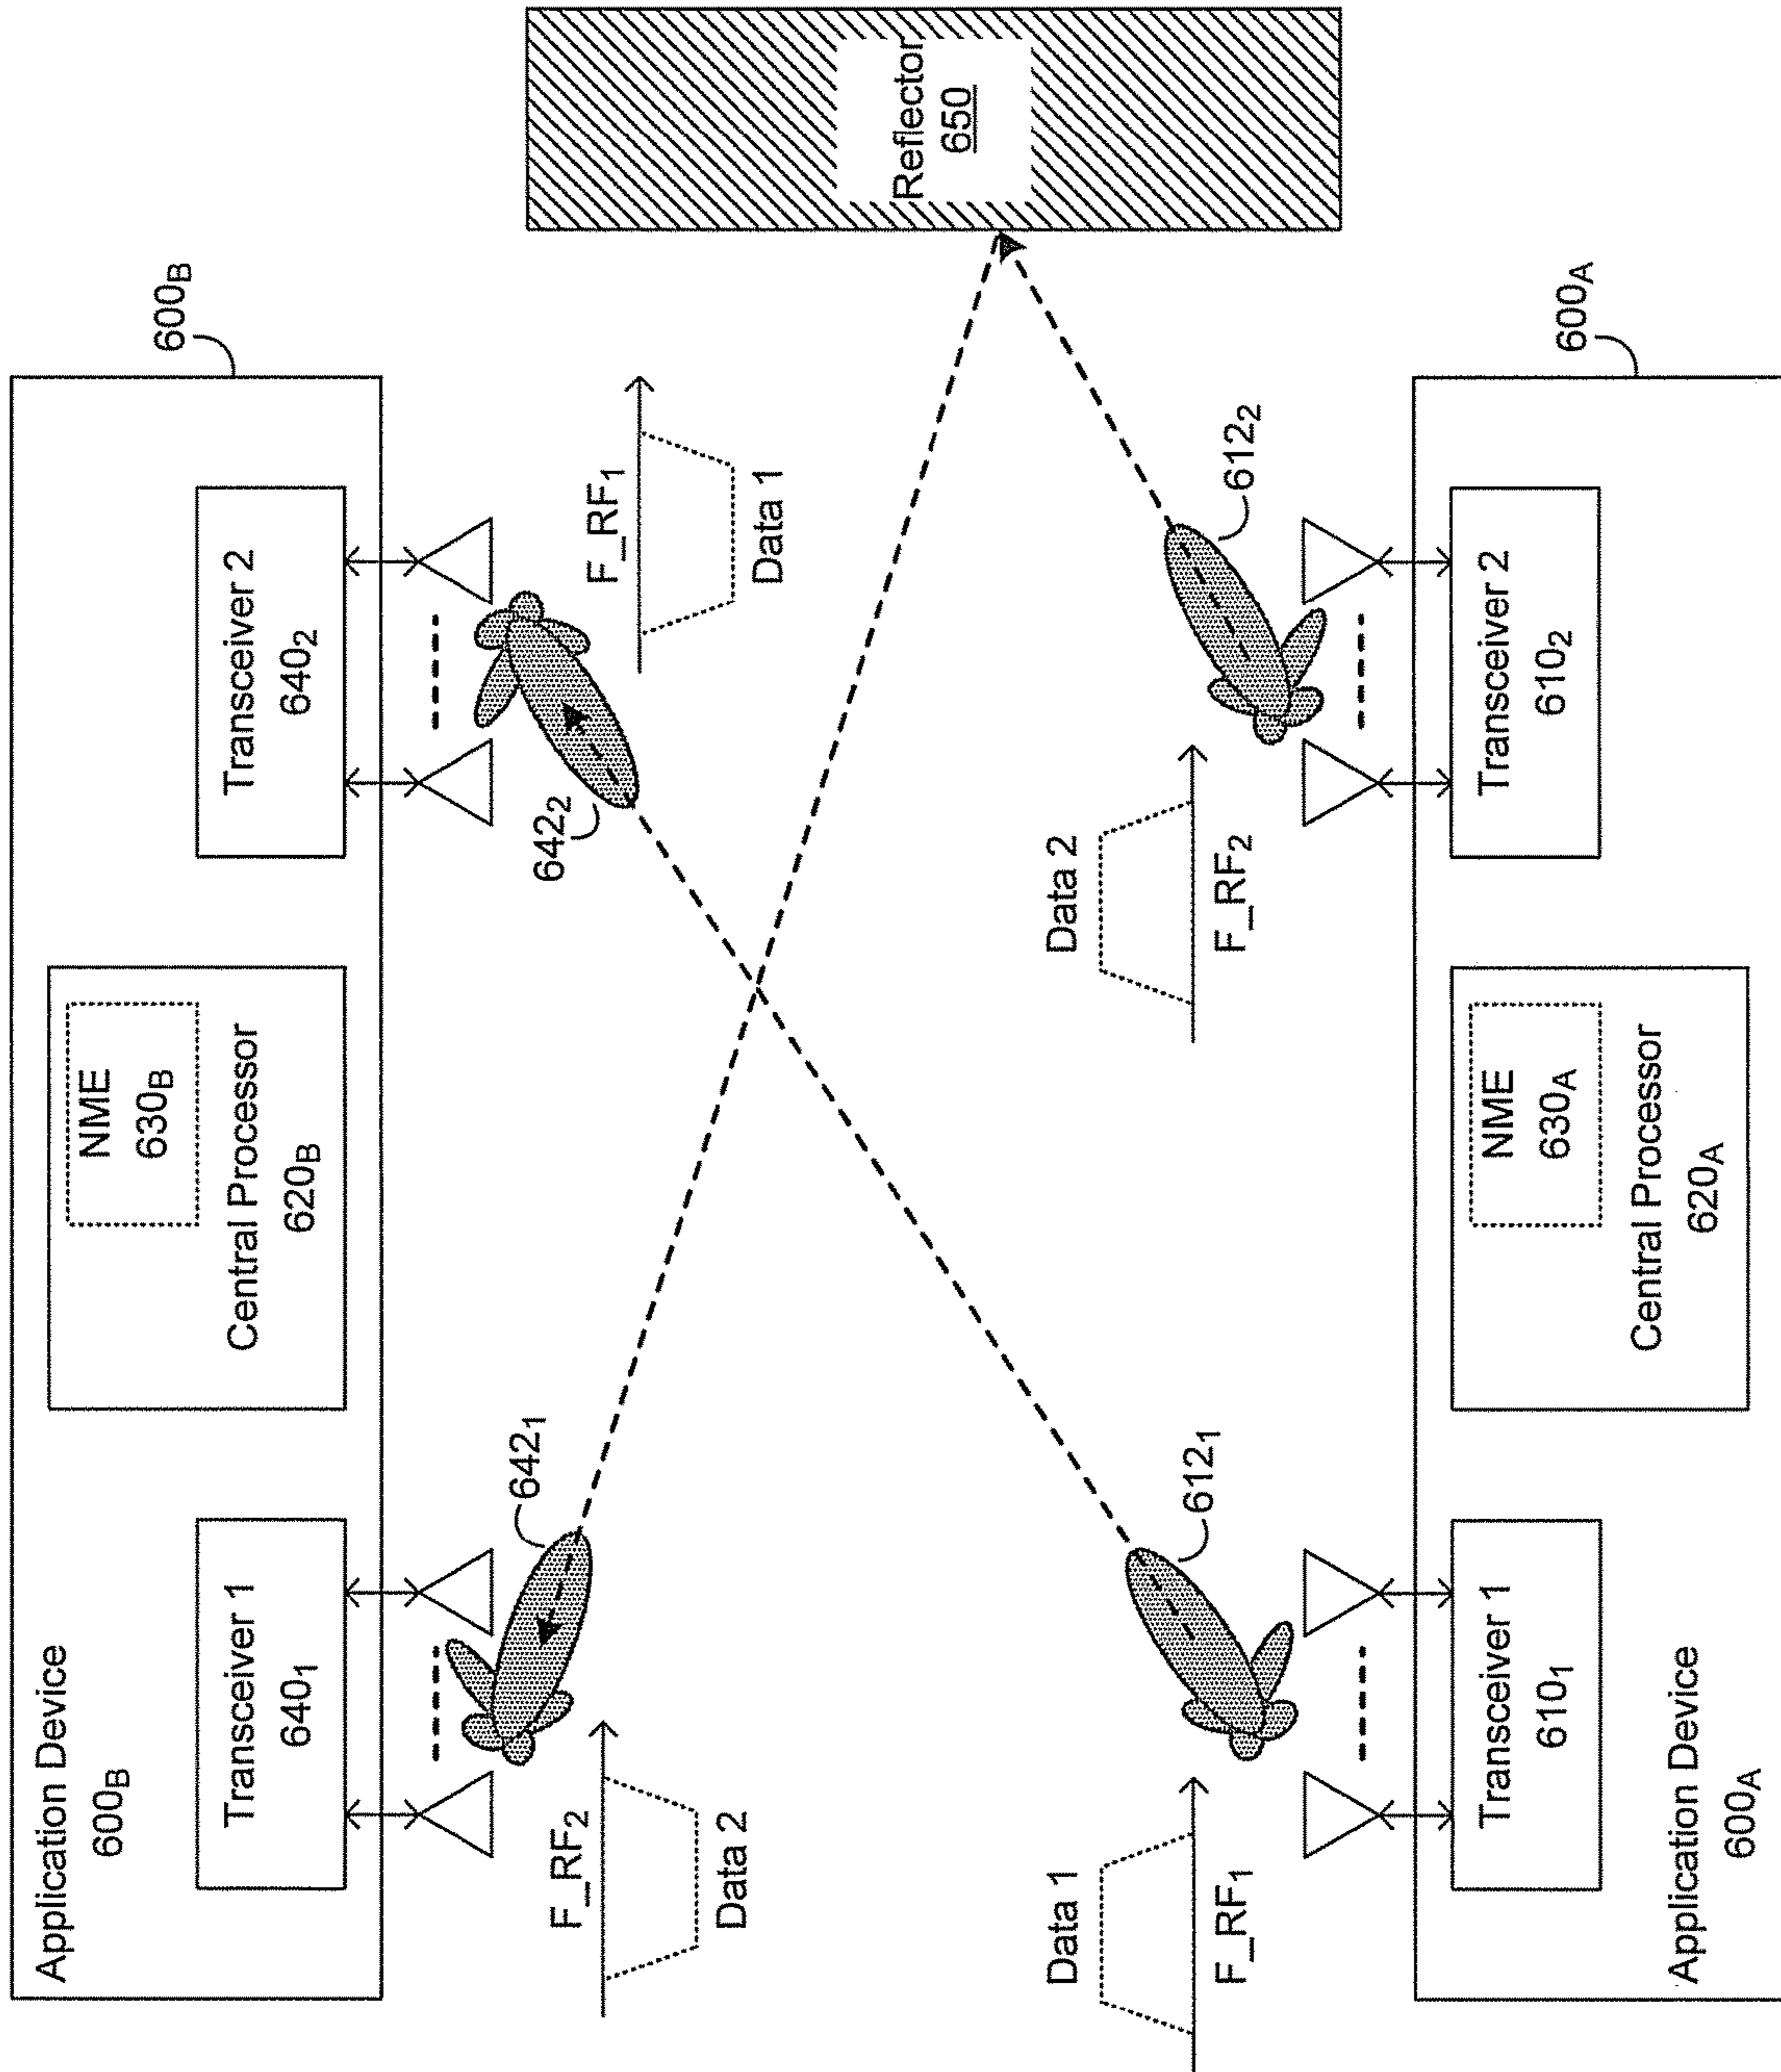 Application Device
600B
Transceiver 1
640₁
NME
630B
Central Processor
620B
Transceiver 2
640₂
600B
642₁
F_RF₂
Data 2
642₂
F_RF₁
Data 1
Reflector
650
Data 1
F_RF₁
612₁
Data 2
F_RF₂
612₂
Transceiver 1
610₁
NME
630A
Central Processor
620A
Transceiver 2
610₂
600A
Application Device
600A